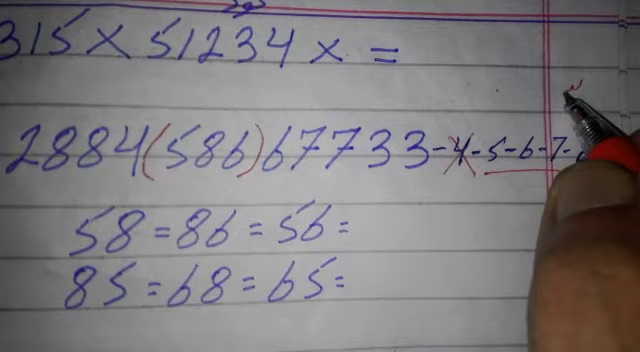 315 × 51234 × =
2884(586)67733-4-5-6-7-
58=86=56=
85=68=65=